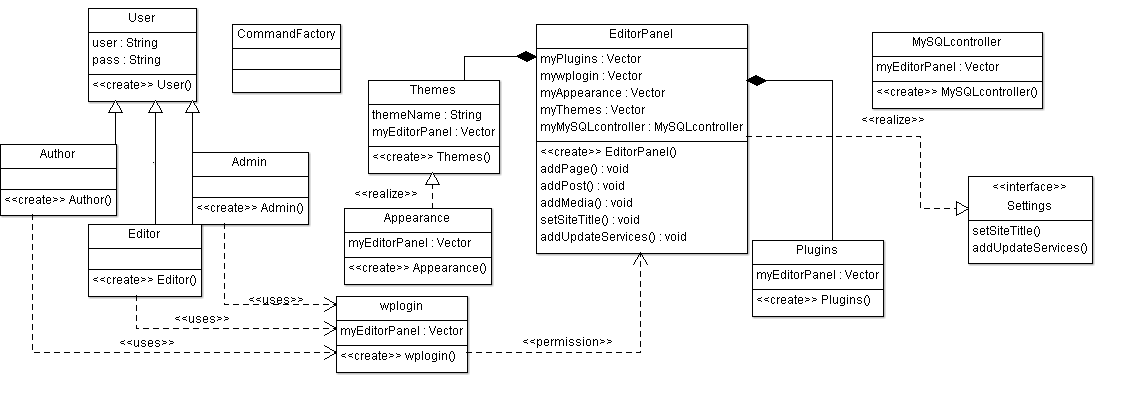 User
user : String
pass : String
<<create>> User()
CommandFactory
EditorPanel
myPlugins : Vector
mywplogin : Vector
myAppearance : Vector
myThemes : Vector
myMySQLcontroller : MySQLcontroller
<<create>> EditorPanel()
addPage() : void
addPost() : void
addMedia() : void
setSiteTitle() : void
addUpdateServices() : void
MySQLcontroller
myEditorPanel : Vector
<<create>> MySQLcontroller()
<<realize>>
Themes
themeName : String
myEditorPanel : Vector
<<create>> Themes()
<<realize>>
Author
<<create>> Author()
Admin
<<create>> Admin()
Editor
<<create>> Editor()
Appearance
myEditorPanel : Vector
<<create>> Appearance()
<<interface>>
Settings
setSiteTitle()
addUpdateServices()
Plugins
myEditorPanel : Vector
<<create>> Plugins()
<<uses>>
<<uses>>
<<uses>>
wplogin
myEditorPanel : Vector
<<create>> wplogin()
<<permission>>